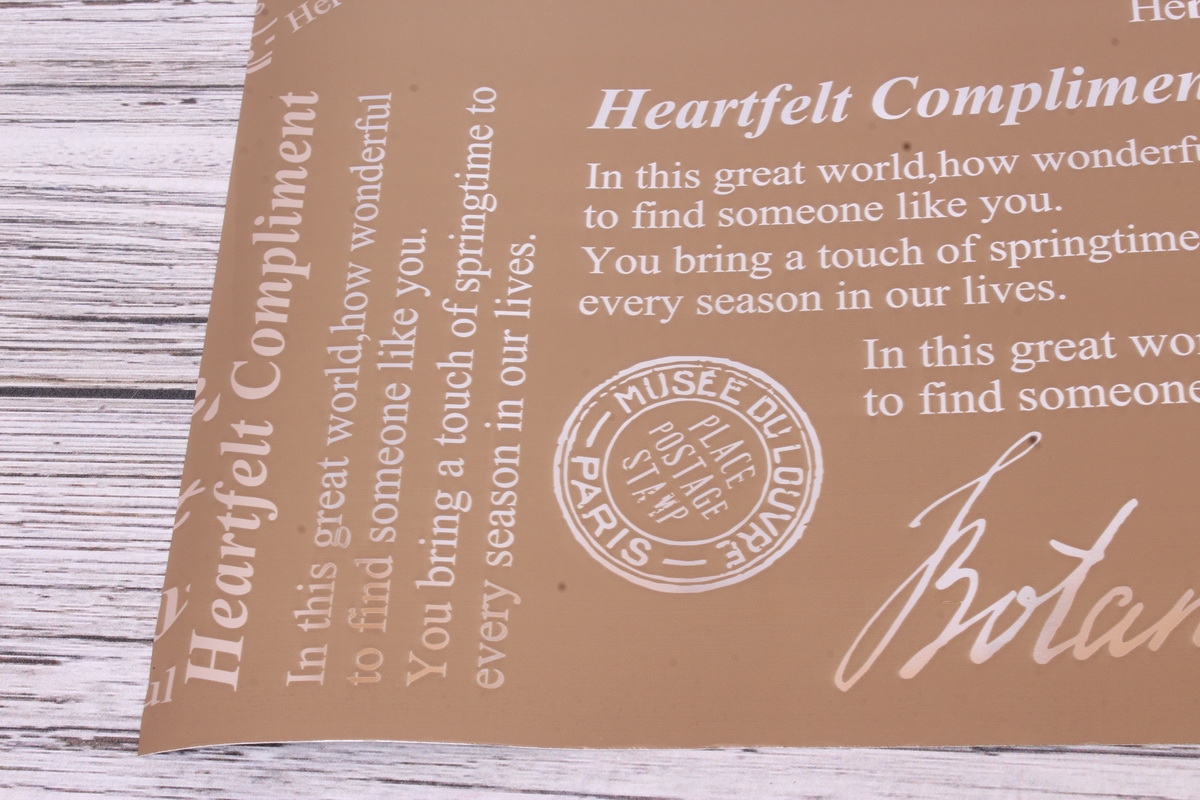 Her
Her
Heartfelt Compliment
In this great world,how wonderful
to find someone like you.
You bring a touch of springtime to
every season in our lives.
Heartfelt Complimen
In this great world,how wonderfu
to find someone like you.
You bring a touch of springtime
every season in our lives.
In this great wor
to find someone
MUSÉE DU LOUVRE
PARIS
PLACE
POSTAGE
STAMP
Botan
ul